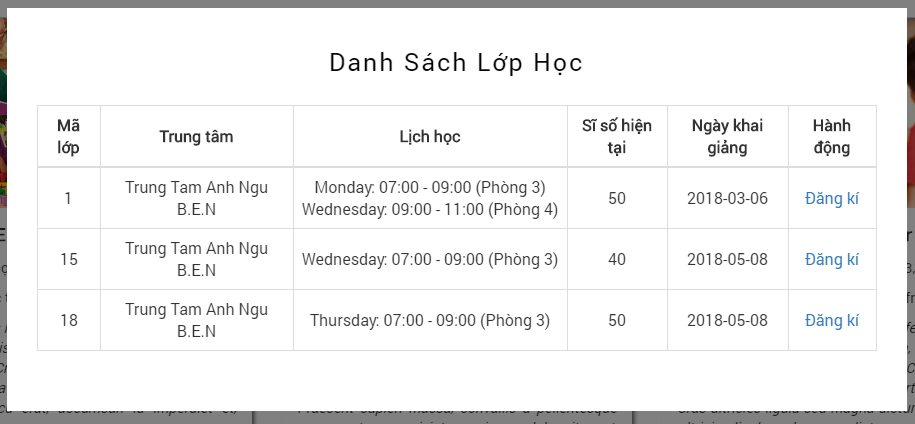 Danh Sách Lớp Học
Mã lớp Trung tâm Lịch học Sĩ số hiện tại Ngày khai giảng Hành động
1 Trung Tam Anh Ngu B.E.N Monday: 07:00 - 09:00 (Phòng 3) Wednesday: 09:00 - 11:00 (Phòng 4) 50 2018-03-06 Đăng kí
15 Trung Tam Anh Ngu B.E.N Wednesday: 07:00 - 09:00 (Phòng 3) 40 2018-05-08 Đăng kí
18 Trung Tam Anh Ngu B.E.N Thursday: 07:00 - 09:00 (Phòng 3) 50 2018-05-08 Đăng kí